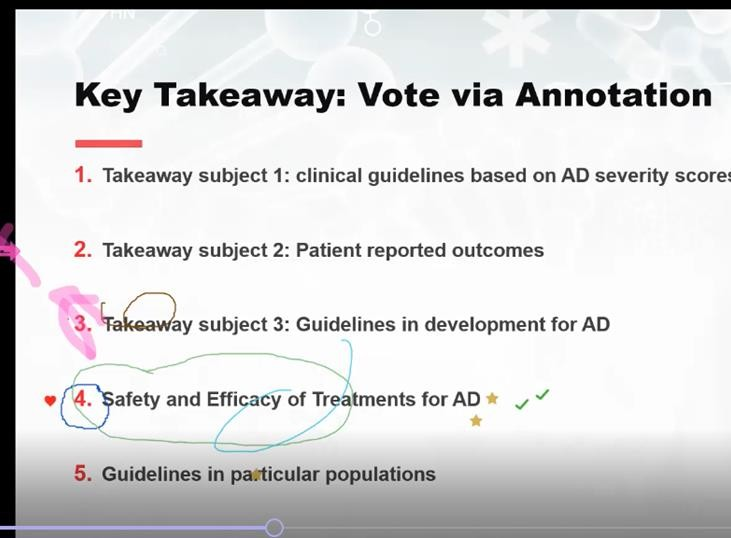 Key Takeaway: Vote via Annotation
1. Takeaway subject 1: clinical guidelines based on AD severity scores
2. Takeaway subject 2: Patient reported outcomes
3. Takeaway subject 3: Guidelines in development for AD
4. Safety and Efficacy of Treatments for AD
5. Guidelines in particular populations